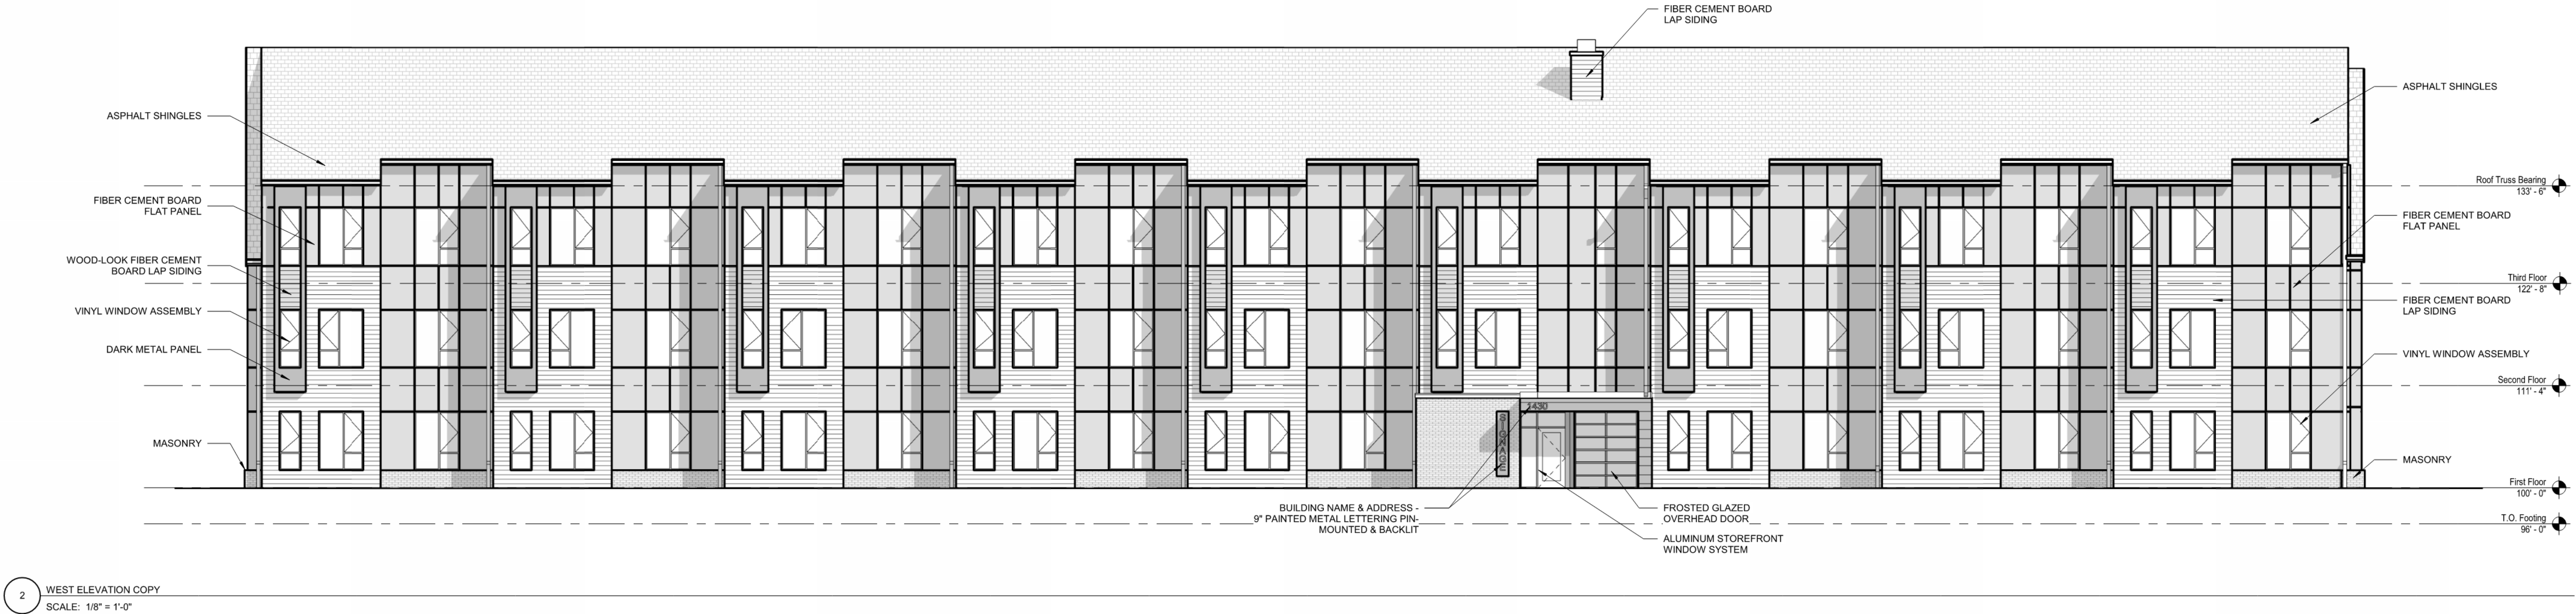 FIBER CEMENT BOARD
LAP SIDING
ASPHALT SHINGLES
FIBER CEMENT BOARD
FLAT PANEL
WOOD-LOOK FIBER CEMENT
BOARD LAP SIDING
VINYL WINDOW ASSEMBLY
DARK METAL PANEL
MASONRY
ASPHALT SHINGLES
Roof Truss Bearing
133' - 6"
FIBER CEMENT BOARD
FLAT PANEL
Third Floor
122' - 8"
FIBER CEMENT BOARD
LAP SIDING
VINYL WINDOW ASSEMBLY
Second Floor
111' - 4"
MASONRY
First Floor
100' - 0"
T.O. Footing
96' - 0"
1430
SIGNAGE
BUILDING NAME & ADDRESS -
9" PAINTED METAL LETTERING PIN-
MOUNTED & BACKLIT
FROSTED GLAZED
OVERHEAD DOOR
ALUMINUM STOREFRONT
WINDOW SYSTEM
2
WEST ELEVATION COPY
SCALE: 1/8" = 1'-0"